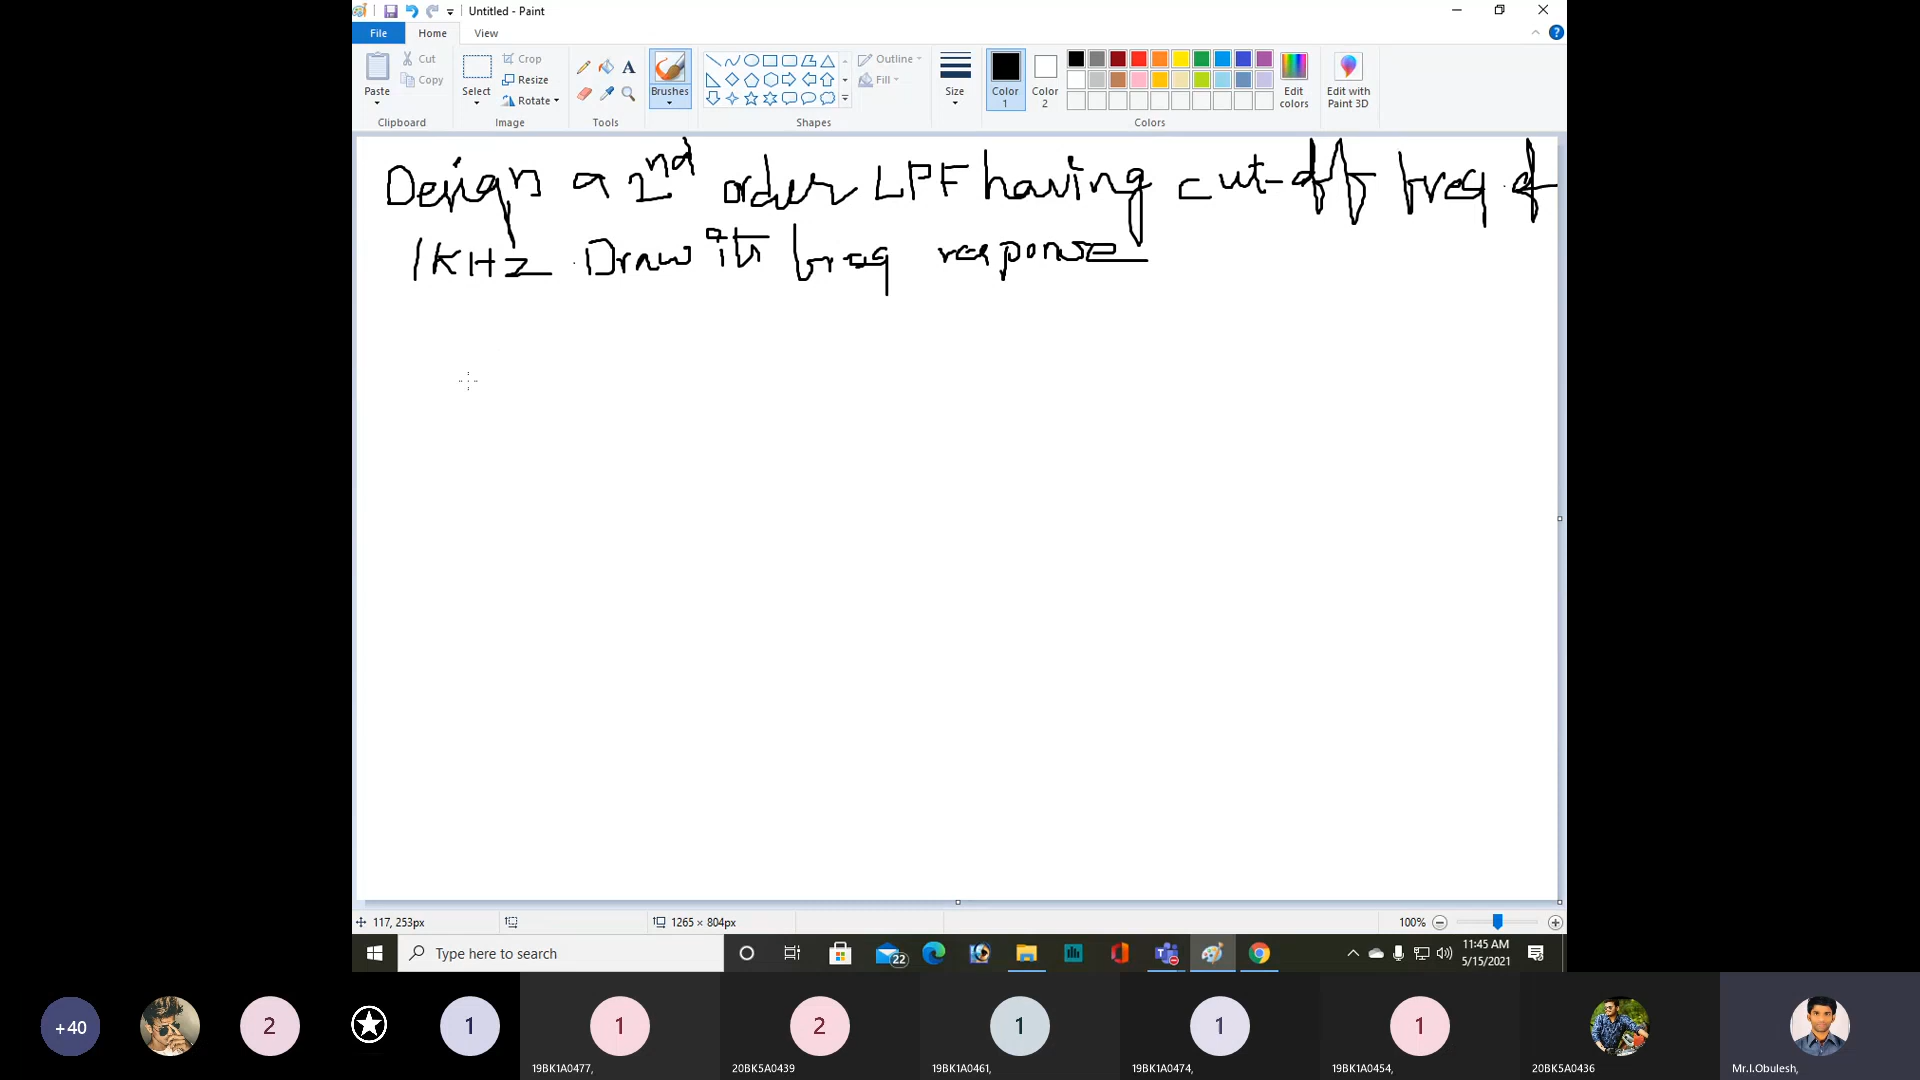 Untitled - Paint
File Home View
Paste Cut Copy Clipboard
Select Crop Resize Rotate Image
Tools
Brushes
Outline Fill Shapes
Size
Color 1 Color 2 Edit colors Colors
Edit with Paint 3D
Design a 2nd order LPF having cut-off freq. of
1KHz. Draw its freq response
117, 253px 1265 × 804px 100%
Type here to search 22 11:45 AM
5/15/2021
+40 2 1 1 2 1 1 1
19BK1A0477, 20BK5A0439 19BK1A0461, 19BK1A0474, 19BK1A0454, 20BK5A0436 Mr.I.Obulesh,